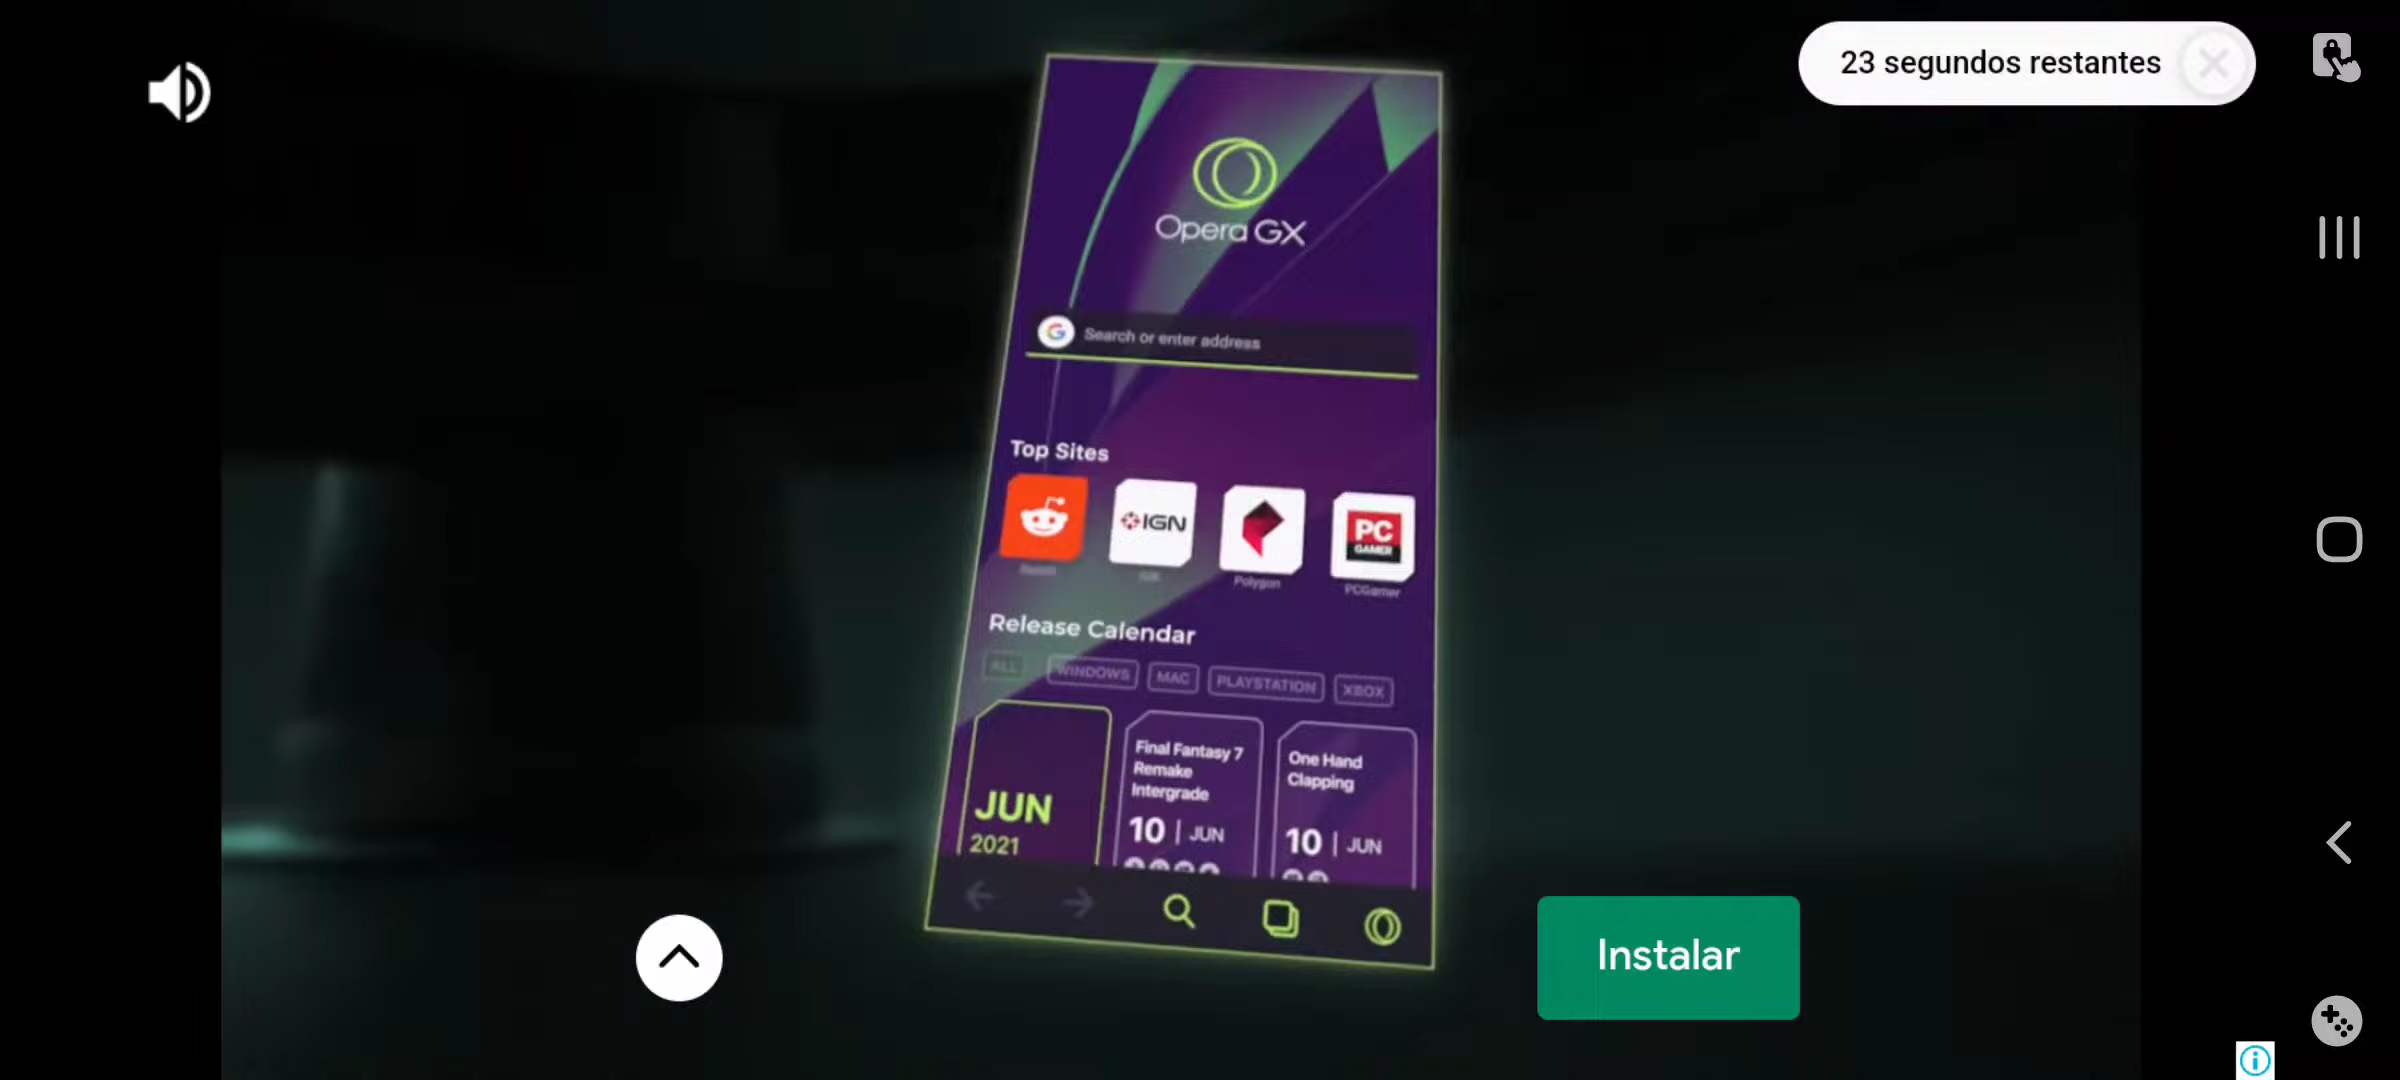 23 segundos restantes
Opera GX
Search or enter address
Top Sites
IGN
PC
GAMER
Polygon
PCGamer
Release Calendar
ALL
WINDOWS
MAC
PLAYSTATION
XBOX
JUN
2021
Final Fantasy 7
Remake
Intergrade
10 | JUN
One Hand
Clapping
10 | JUN
Instalar